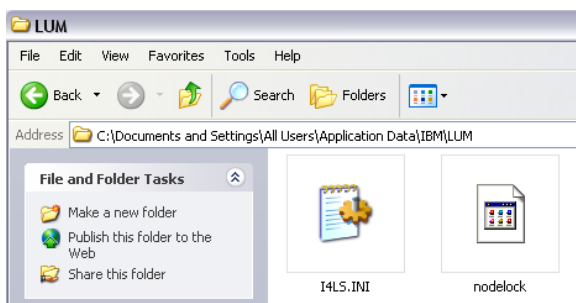 LUM
File Edit View Favorites Tools Help
Back Search Folders
Address C:\Documents and Settings\All Users\Application Data\IBM\LUM
File and Folder Tasks
Make a new folder
Publish this folder to the
Web
Share this folder
I4LS.INI nodelock